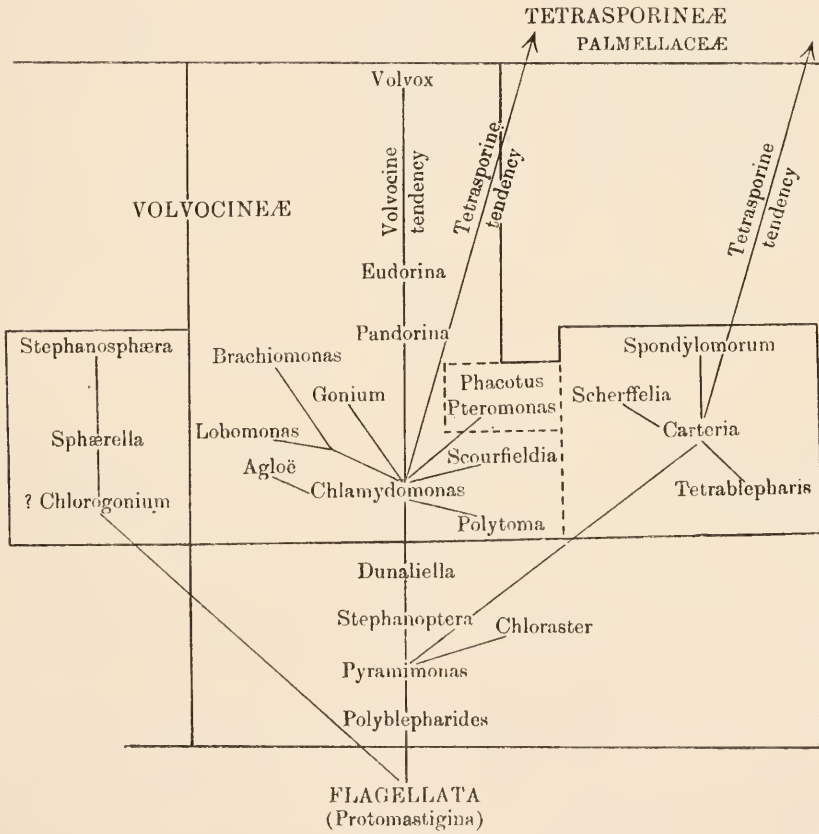 TETRASPORINEÆ
PALMELLACEÆ
Volvox
Volvocine
tendency
Tetrasporine
tendency
Tetrasporine
tendency
VOLVOCINEÆ
Eudorina
Pandorina
Stephanosphæra
Brachiomonas
Spondylomorum
Phacotus
Gonium
Pteromonas
Scherffelia
Sphærella
Lobomonas
Carteria
Scourfieldia
Agloë
Chlamydomonas
Tetrablepharis
? Chlorogonium
Polytoma
Dunaliella
Stephanoptera
Chloraster
Pyramimonas
Polyblepharides
FLAGELLATA
(Protomastigina)